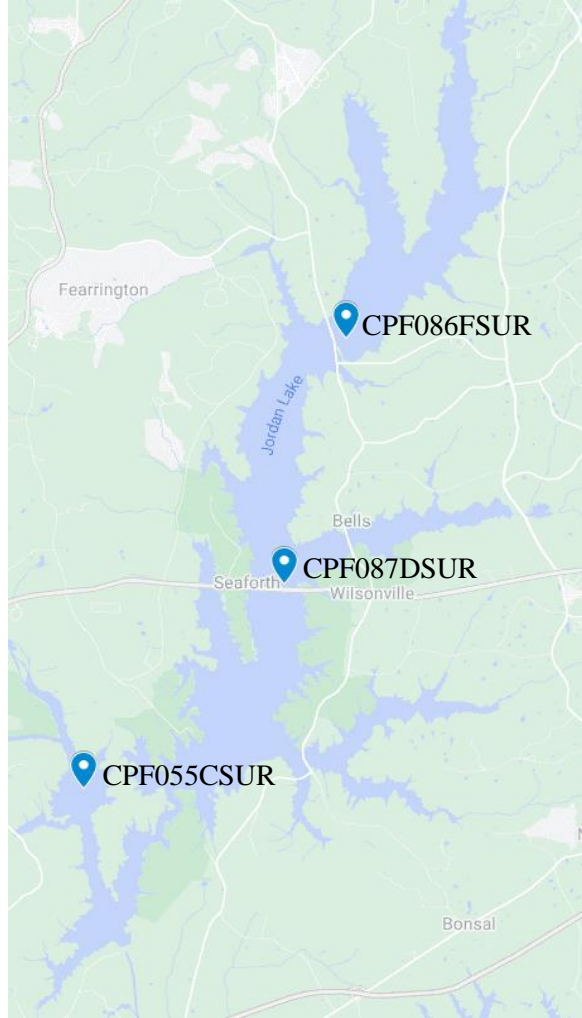 Fearrington
CPF086FSUR
Jordan Lake
Bells
CPF087DSUR
Seaforth
Wilsonville
CPF055CSUR
Bonsal